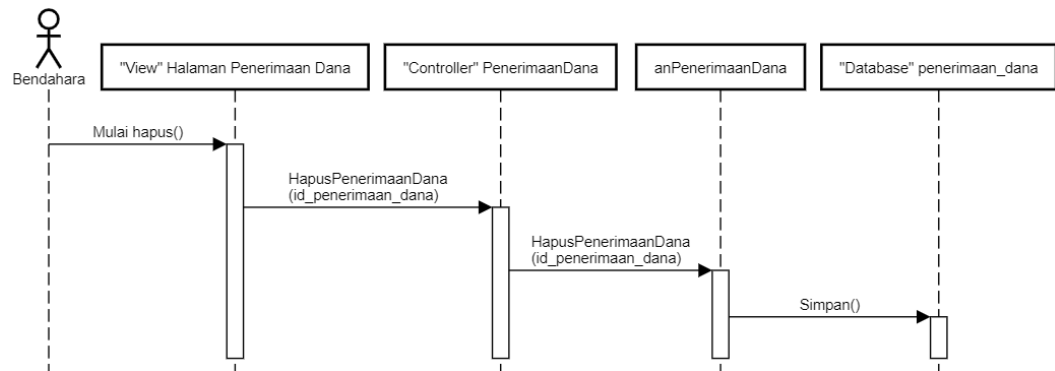 Bendahara
"View" Halaman Penerimaan Dana
"Controller" PenerimaanDana
anPenerimaanDana
"Database" penerimaan_dana
Mulai hapus()
HapusPenerimaanDana
(id_penerimaan_dana)
HapusPenerimaanDana
(id_penerimaan_dana)
Simpan()